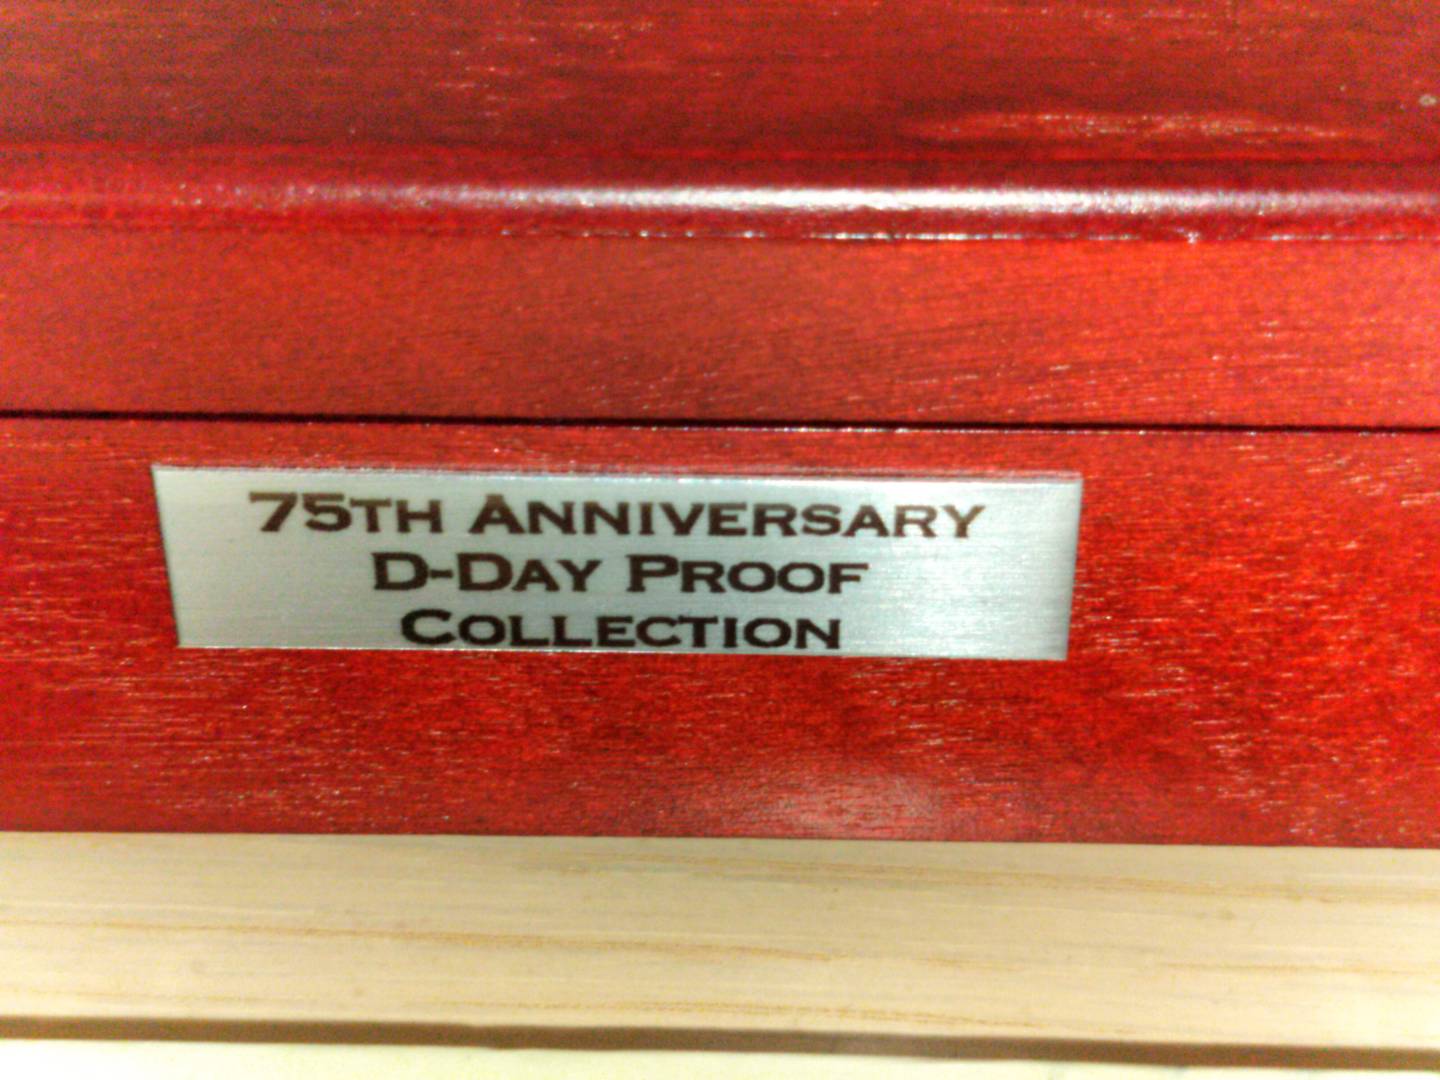 75TH ANNIVERSARY
D-DAY PROOF
COLLECTION